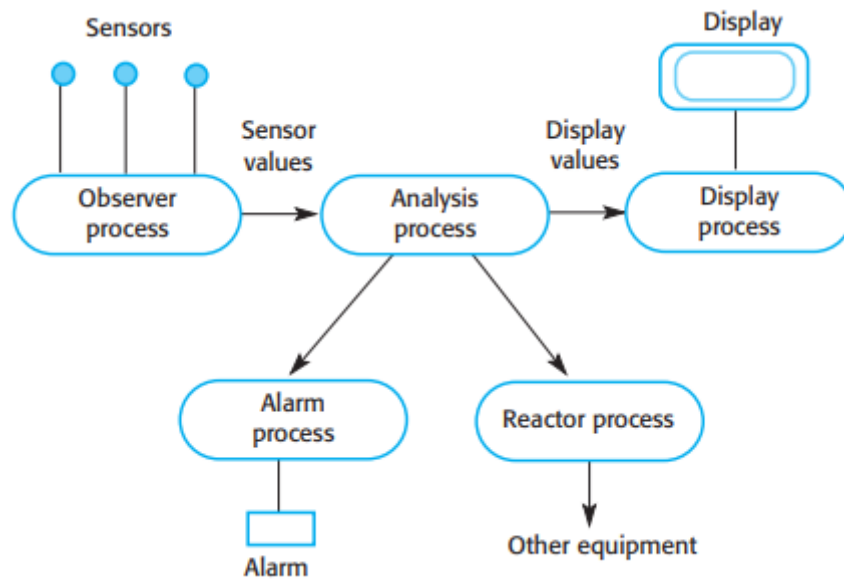 Sensors
Display
Sensor
values
Display
values
Observer
process
Analysis
process
Display
process
Alarm
process
Reactor process
Alarm
Other equipment